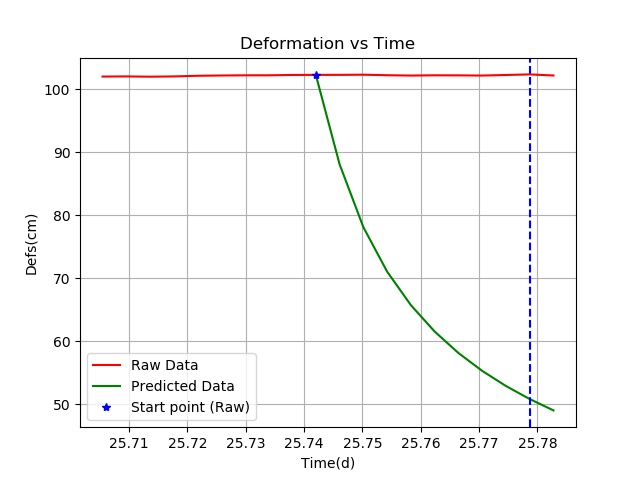 Deformation vs Time
Defs(cm)
100
90
80
70
60
50
Raw Data
Predicted Data
Start point (Raw)
25.71 25.72 25.73 25.74 25.75 25.76 25.77 25.78
Time(d)